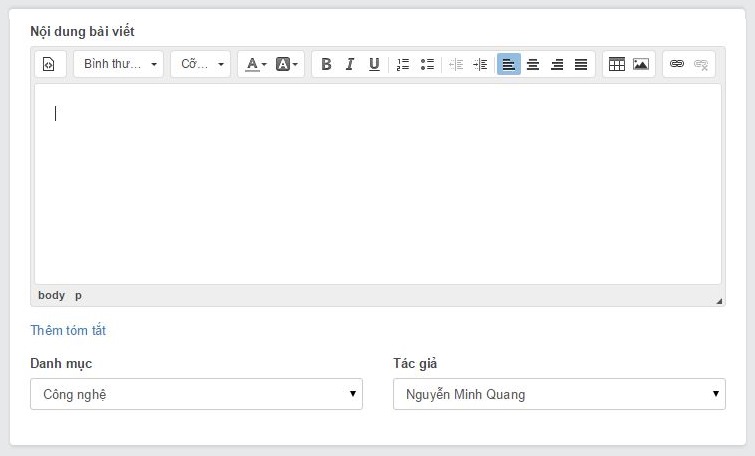 Nội dung bài viết
Bình thư... Cỡ... A A B I U
body p
Thêm tóm tắt
Danh mục Tác giả
Công nghệ Nguyễn Minh Quang